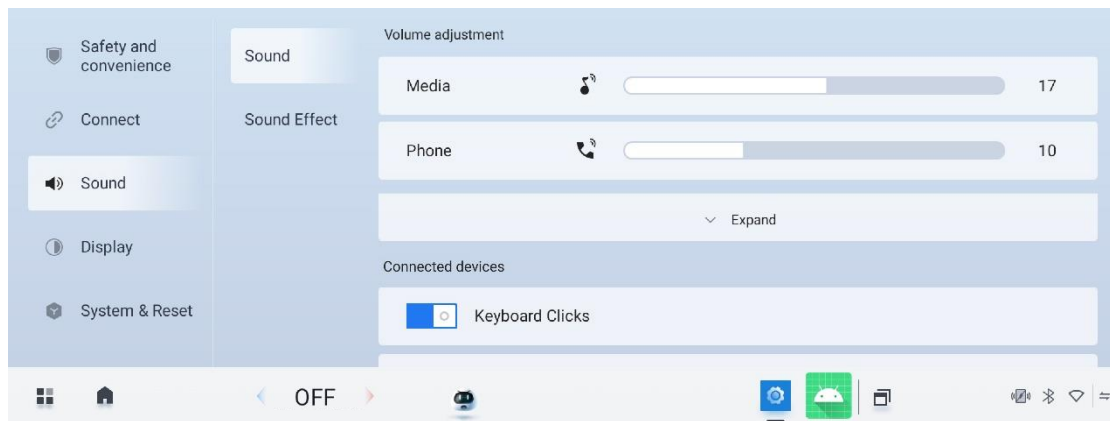 Safety and
convenience
Connect
Sound
Display
System & Reset
Sound
Sound Effect
Volume adjustment
Media 17
Phone 10
Expand
Connected devices
Keyboard Clicks
OFF